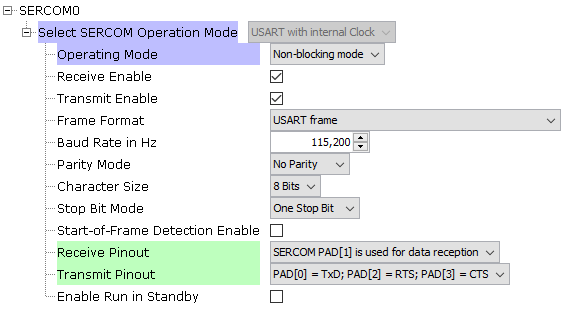 SERCOM0
Select SERCOM Operation Mode USART with internal Clock
Operating Mode Non-blocking mode
Receive Enable
Transmit Enable
Frame Format USART frame
Baud Rate in Hz 115,200
Parity Mode No Parity
Character Size 8 Bits
Stop Bit Mode One Stop Bit
Start-of-Frame Detection Enable
Receive Pinout SERCOM PAD[1] is used for data reception
Transmit Pinout PAD[0] = TxD; PAD[2] = RTS; PAD[3] = CTS
Enable Run in Standby